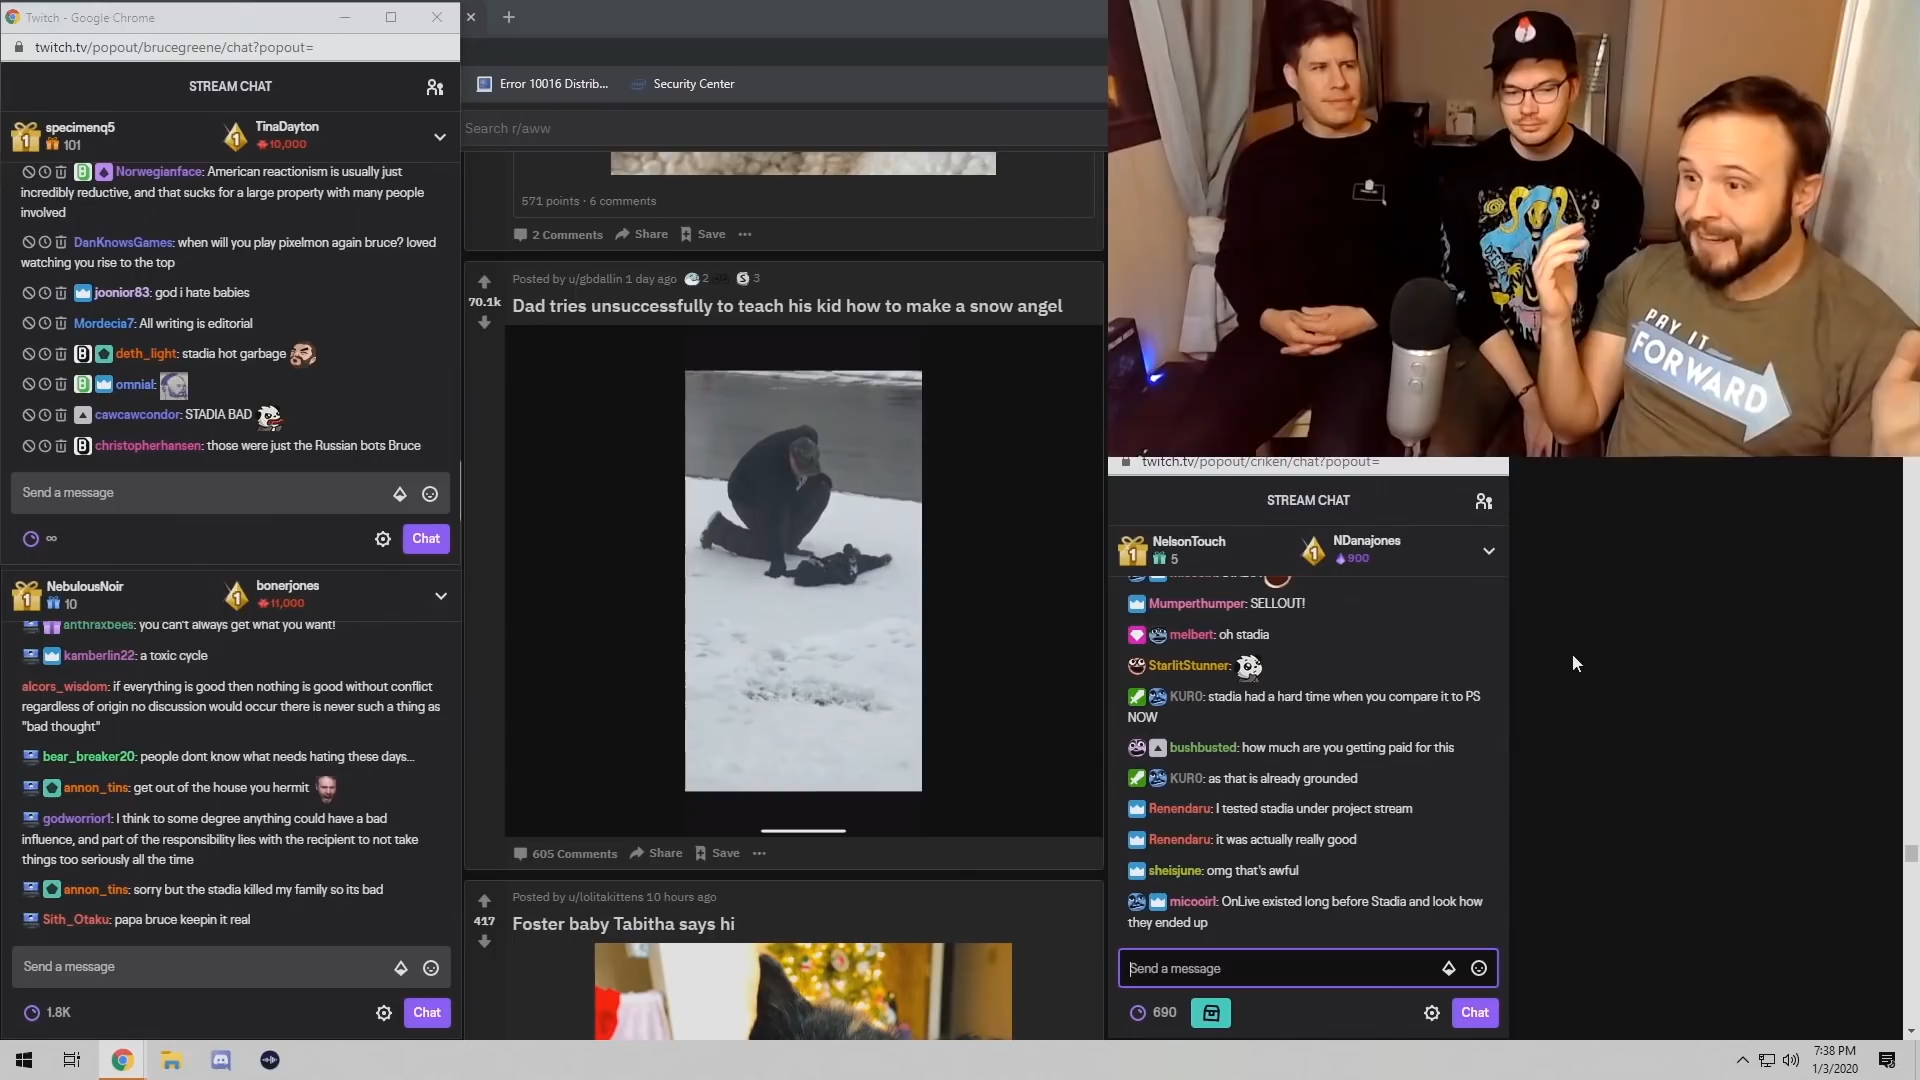 Twitch - Google Chrome
twitch.tv/popout/brucegreene/chat?popout=
STREAM CHAT
specimenq5
101
TinaDayton
10,000
Norwegianface: American reactionism is usually just
incredibly reductive, and that sucks for a large property with many people
involved
DanKnowsGames: when will you play pixelmon again bruce? loved
watching you rise to the top
joonior83: god i hate babies
Mordecia7: All writing is editorial
deth_light: stadia hot garbage
omnial:
cawcawcondor: STADIA BAD
christopherhansen: those were just the Russian bots Bruce
Send a message
∞
Chat
NebulousNoir
10
bonerjones
11,000
anthraxbees: you can't always get what you want!
kamberlin22: a toxic cycle
alcors_wisdom: if everything is good then nothing is good without conflict
regardless of origin no discussion would occur there is never such a thing as
"bad thought"
bear_breaker20: people dont know what needs hating these days...
annon_tins: get out of the house you hermit
godworrior1: I think to some degree anything could have a bad
influence, and part of the responsibility lies with the recipient to not take
things too seriously all the time
annon_tins: sorry but the stadia killed my family so its bad
Sith_Otaku: papa bruce keepin it real
Send a message
1.8K
Chat
Error 10016 Distrib...
Security Center
Search r/aww
571 points · 6 comments
2 Comments Share Save
Posted by u/gbdallin 1 day ago 2 3
70.1k
Dad tries unsuccessfully to teach his kid how to make a snow angel
605 Comments Share Save
Posted by u/lolitakittens 10 hours ago
417
Foster baby Tabitha says hi
PAY IT
FORWARD
twitch.tv/popout/criken/chat?popout=
STREAM CHAT
NelsonTouch
5
NDanajones
900
Mumperthumper: SELLOUT!
melbert: oh stadia
StarlitStunner:
KURO: stadia had a hard time when you compare it to PS
NOW
bushbusted: how much are you getting paid for this
KURO: as that is already grounded
Renendaru: I tested stadia under project stream
Renendaru: it was actually really good
sheisjune: omg that's awful
micooirl: OnLive existed long before Stadia and look how
they ended up
Send a message
690
Chat
7:38 PM
1/3/2020